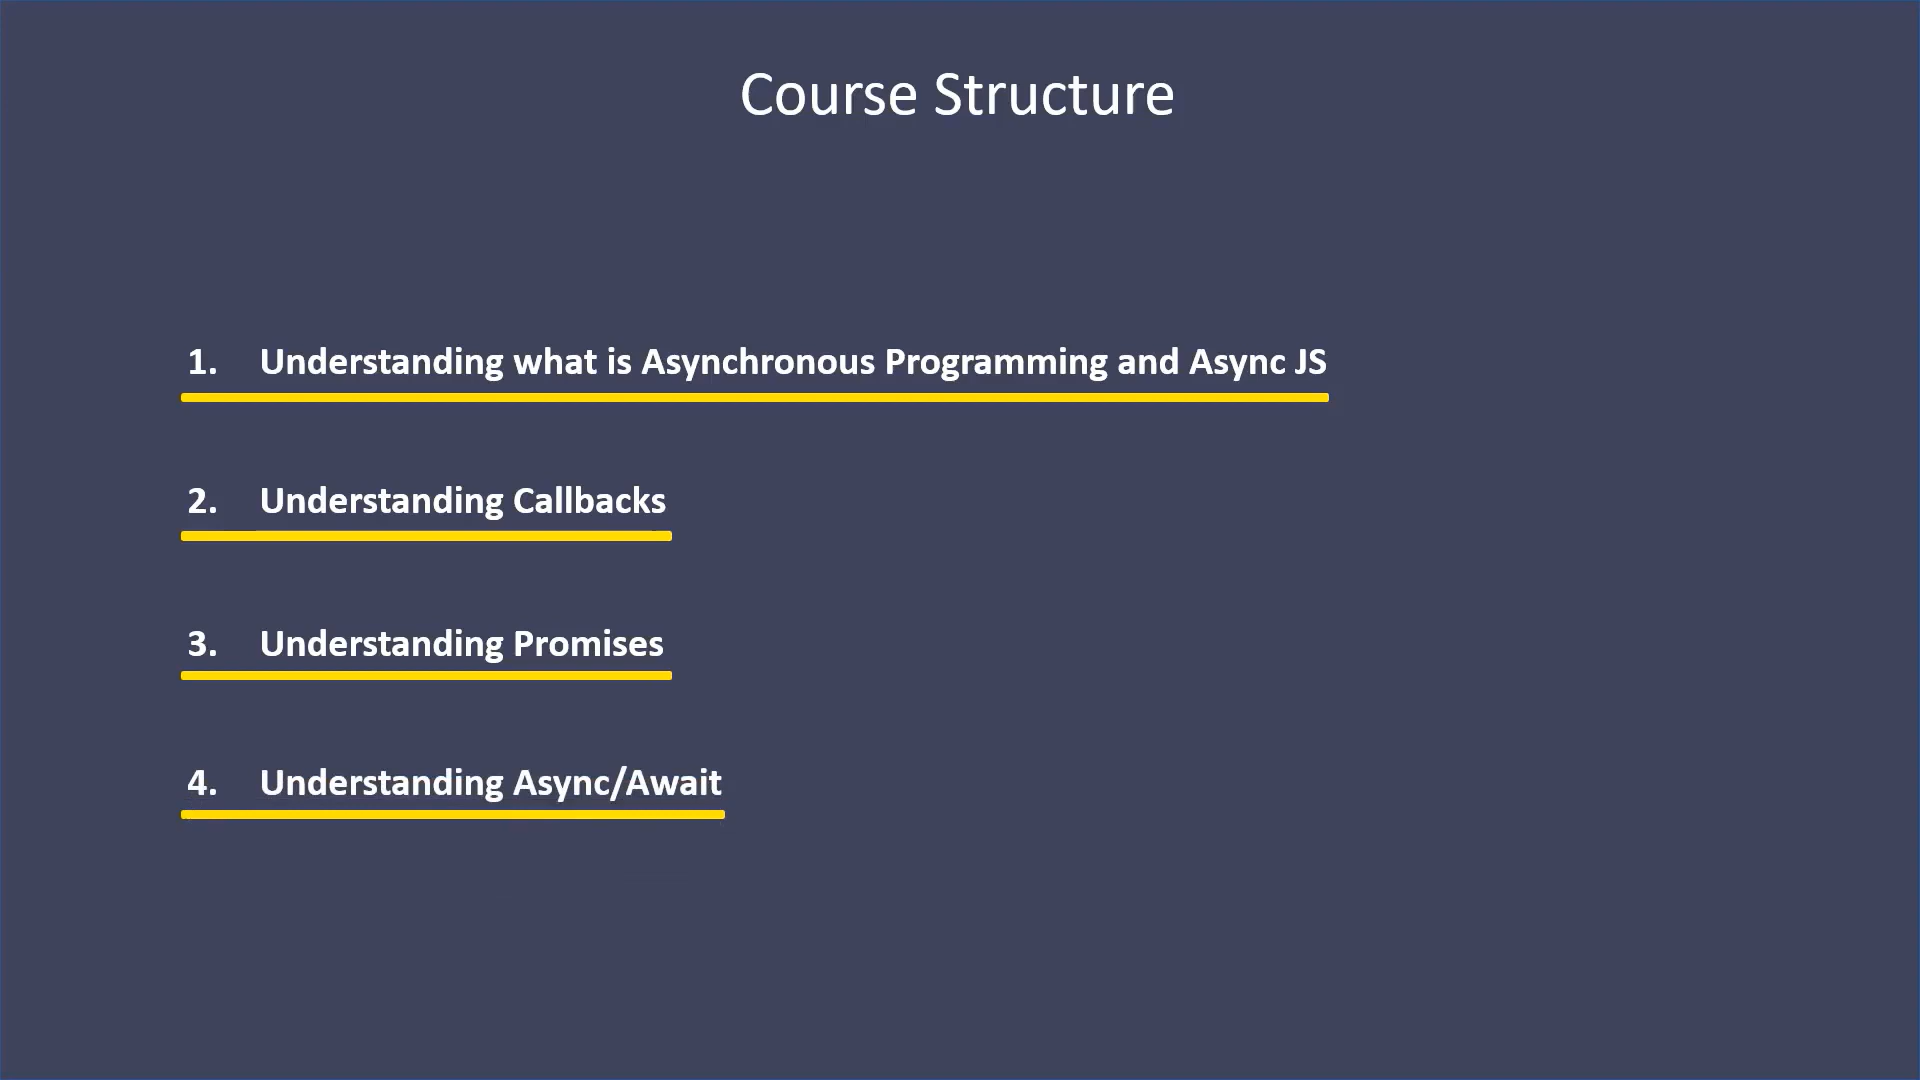 Course Structure
1. Understanding what is Asynchronous Programming and Async JS
2. Understanding Callbacks
3. Understanding Promises
4. Understanding Async/Await